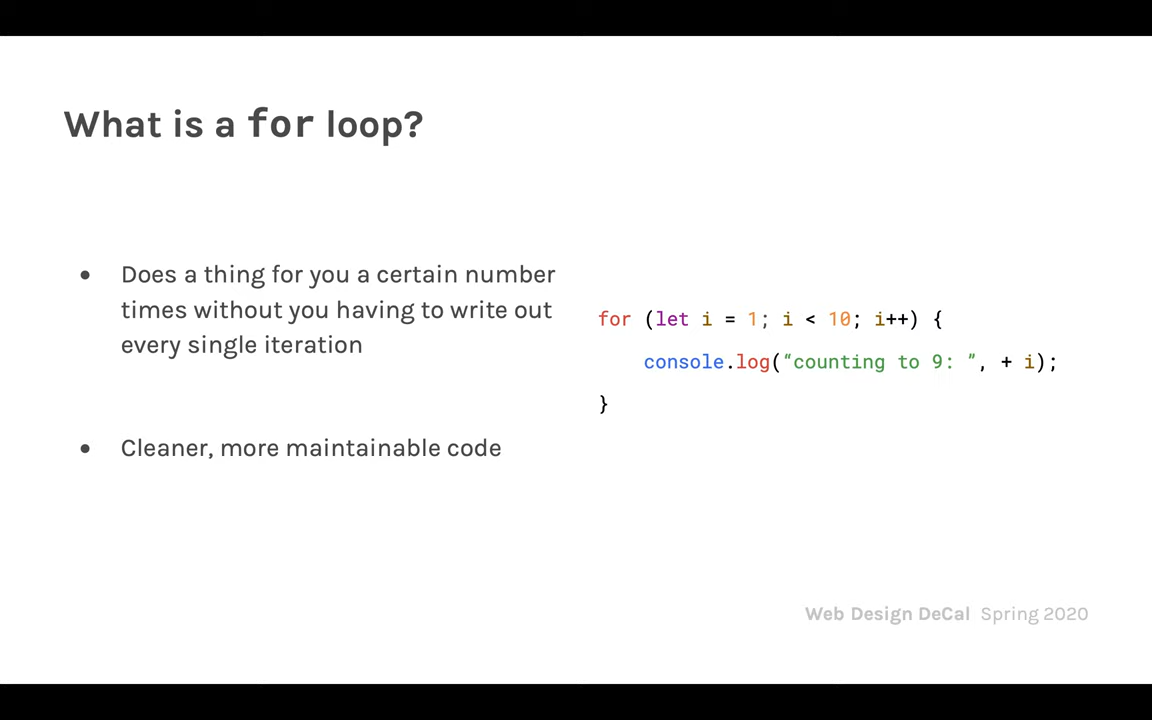 What is a for loop?
• Does a thing for you a certain number
times without you having to write out
every single iteration
• Cleaner, more maintainable code
for (let i = 1; i < 10; i++) {
console.log(“counting to 9: ”, + i);
}
Web Design DeCal Spring 2020